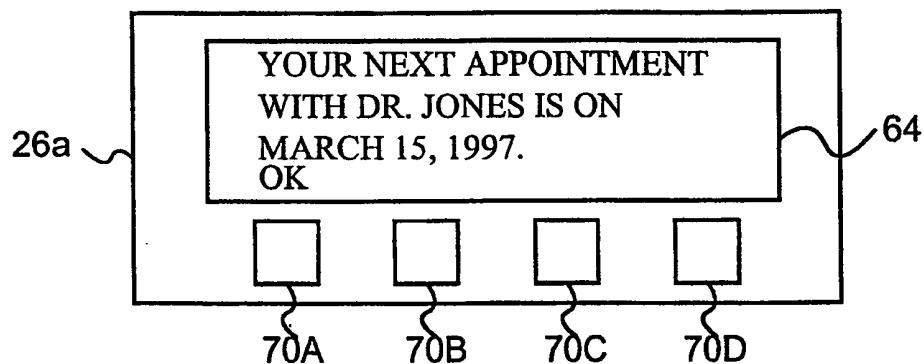 YOUR NEXT APPOINTMENT
WITH DR. JONES IS ON
MARCH 15, 1997.
OK
26a
64
70A 70B 70C 70D